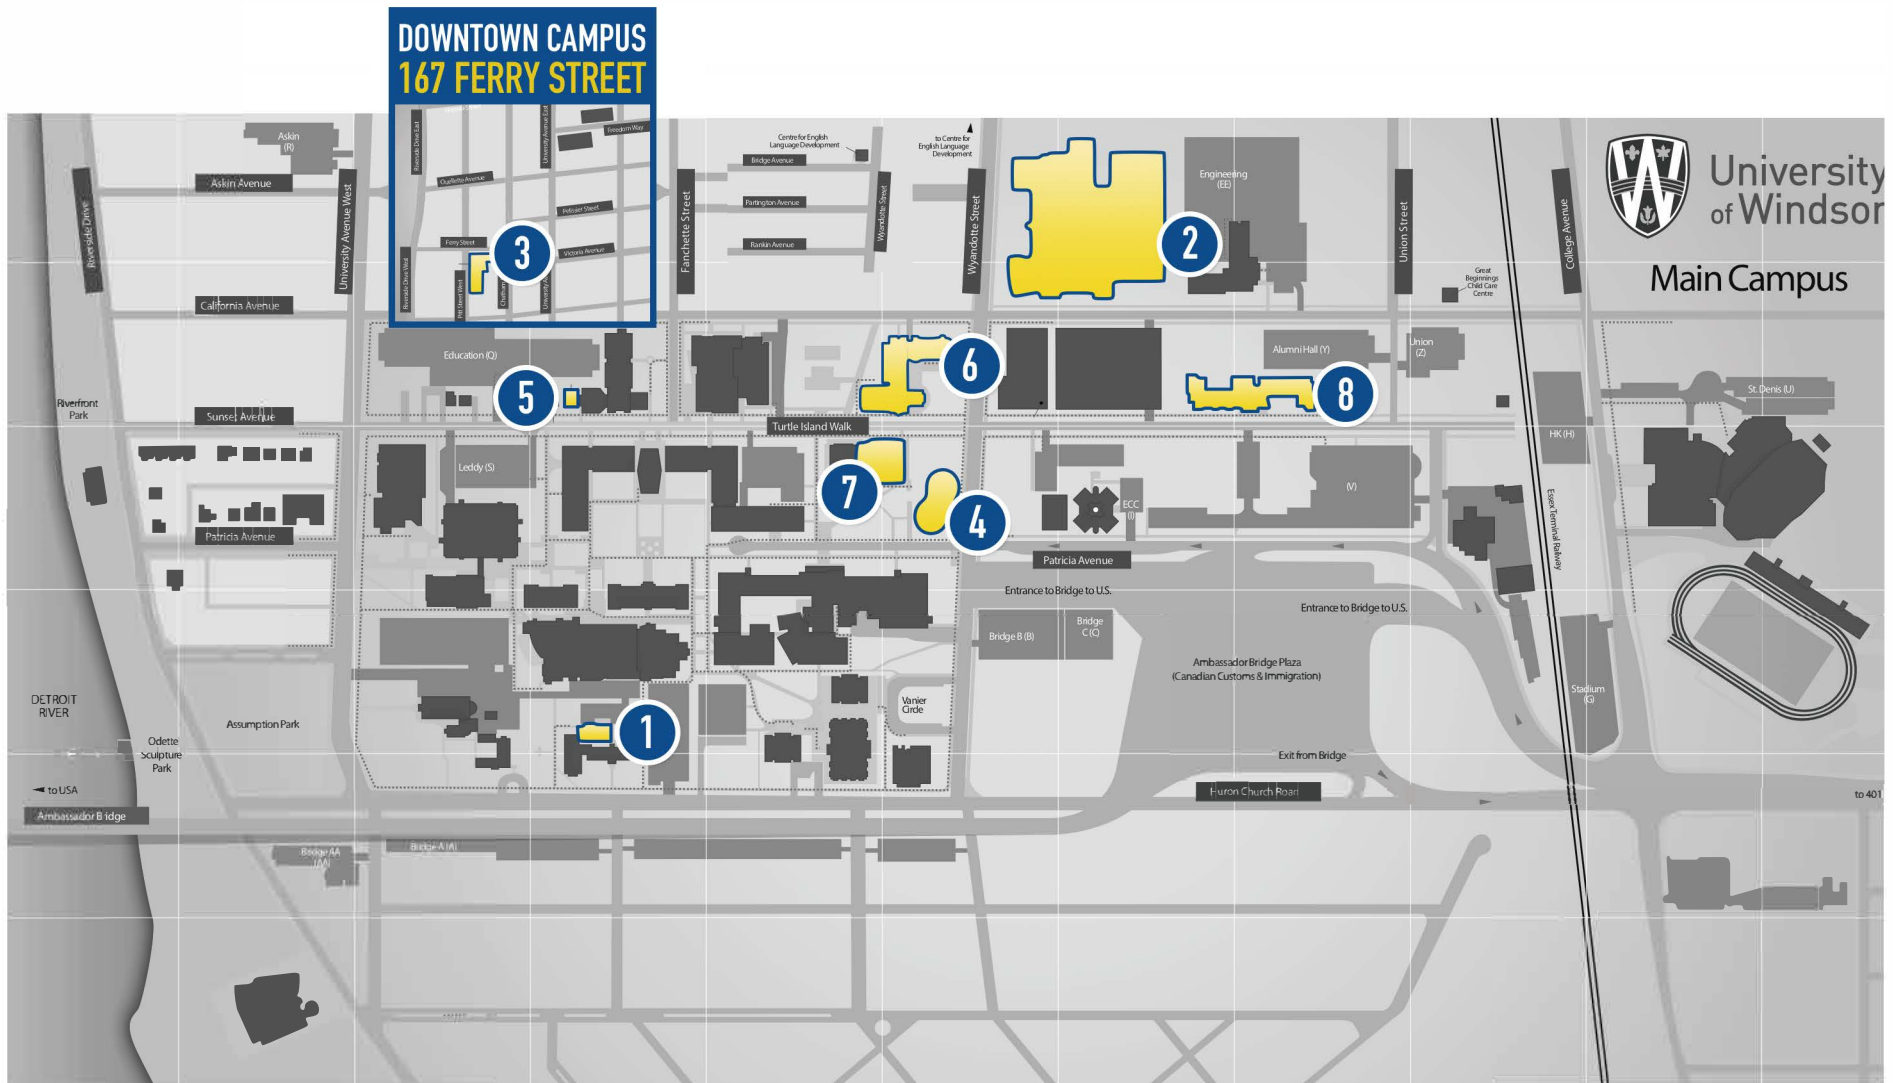 DOWNTOWN CAMPUS
167 FERRY STREET
Riverside Drive East
University Avenue East
Freedom Way
Ouellette Avenue
Pelissier Street
Ferry Street
Victoria Avenue
3
Riverside Drive West
Pitt Street West
Chatham
University A
Askin
(R)
Askin Avenue
Riverside Drive
University Avenue West
California Avenue
Fanchette Street
Centre for English
Language Development
Bridge Avenue
Partington Avenue
Rankin Avenue
Wyandotte Street
to Centre for
English Language
Development
Wyandotte Street
2
Engineering
(EE)
Union Street
College Avenue
Great
Beginnings
Child Care
Centre
University
of Windsor
Main Campus
Education (Q)
5
6
Alumni Hall (Y)
Union
(Z)
8
St. Denis (U)
Riverfront
Park
Sunset Avenue
Turtle Island Walk
HK (H)
Leddy (S)
7
4
ECC
(I)
(V)
Essex Terminal Railway
Patricia Avenue
Patricia Avenue
Entrance to Bridge to U.S.
Entrance to Bridge to U.S.
Bridge B (B)
Bridge
C (C)
Ambassador Bridge Plaza
(Canadian Customs & Immigration)
Stadium
(G)
DETROIT
RIVER
Assumption Park
Odette
Sculpture
Park
1
Vanier
Circle
Exit from Bridge
to USA
Ambassador Bridge
Huron Church Road
to 401
Bridge AA
(AA)
Bridge A (A)